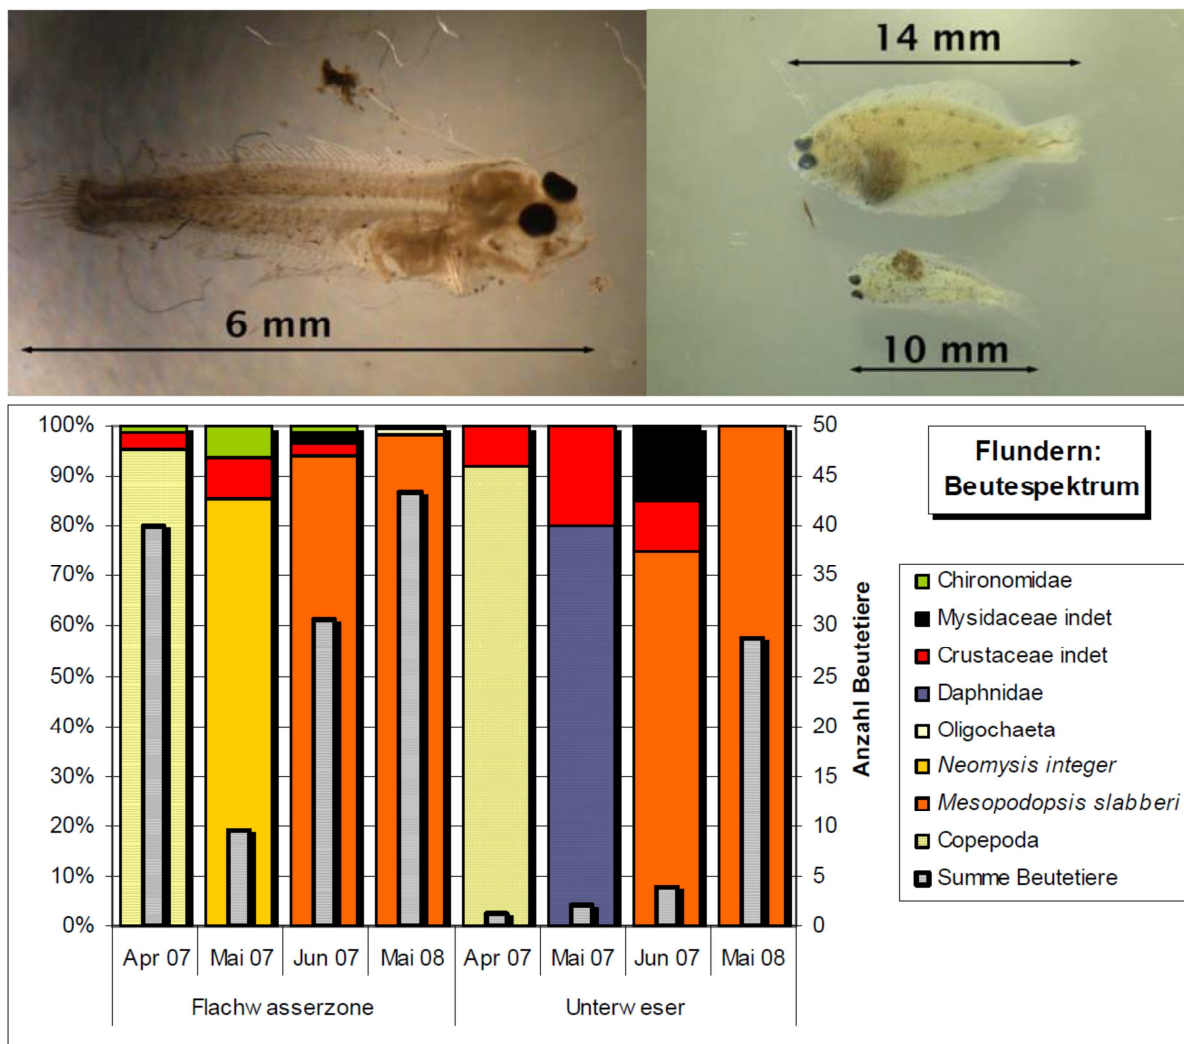 6 mm
14 mm
10 mm
Flundern:
Beutespektrum
100%
90%
80%
70%
60%
50%
40%
30%
20%
10%
0%
50
45
40
35
30
25
20
15
10
5
0
Anzahl Beutetiere
Chironomidae
Mysidaceae indet
Crustaceae indet
Daphnidae
Oligochaeta
Neomysis integer
Mesopodopsis slabberi
Copepoda
Summe Beutetiere
Apr 07 Mai 07 Jun 07 Mai 08 Apr 07 Mai 07 Jun 07 Mai 08
Flachwasserzone Unterweser